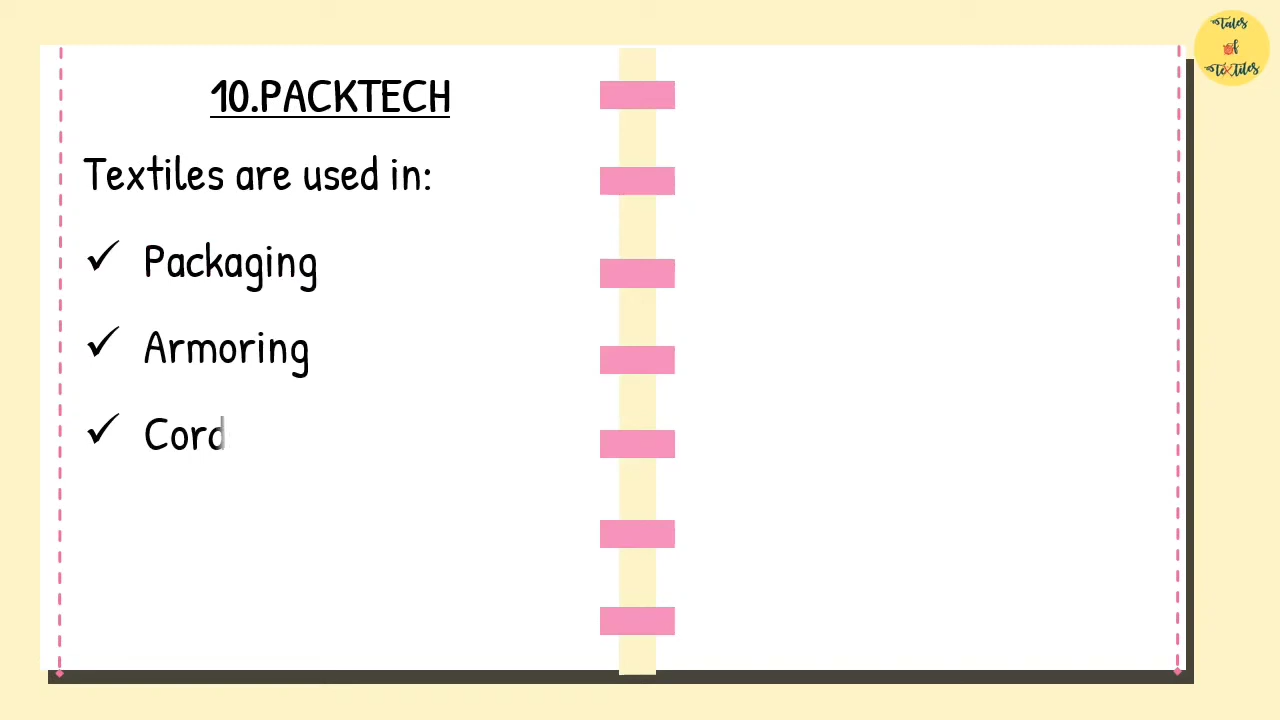 Tales
of
Textiles
10.PACKTECH
Textiles are used in:
✓ Packaging
✓ Armoring
✓ Cord